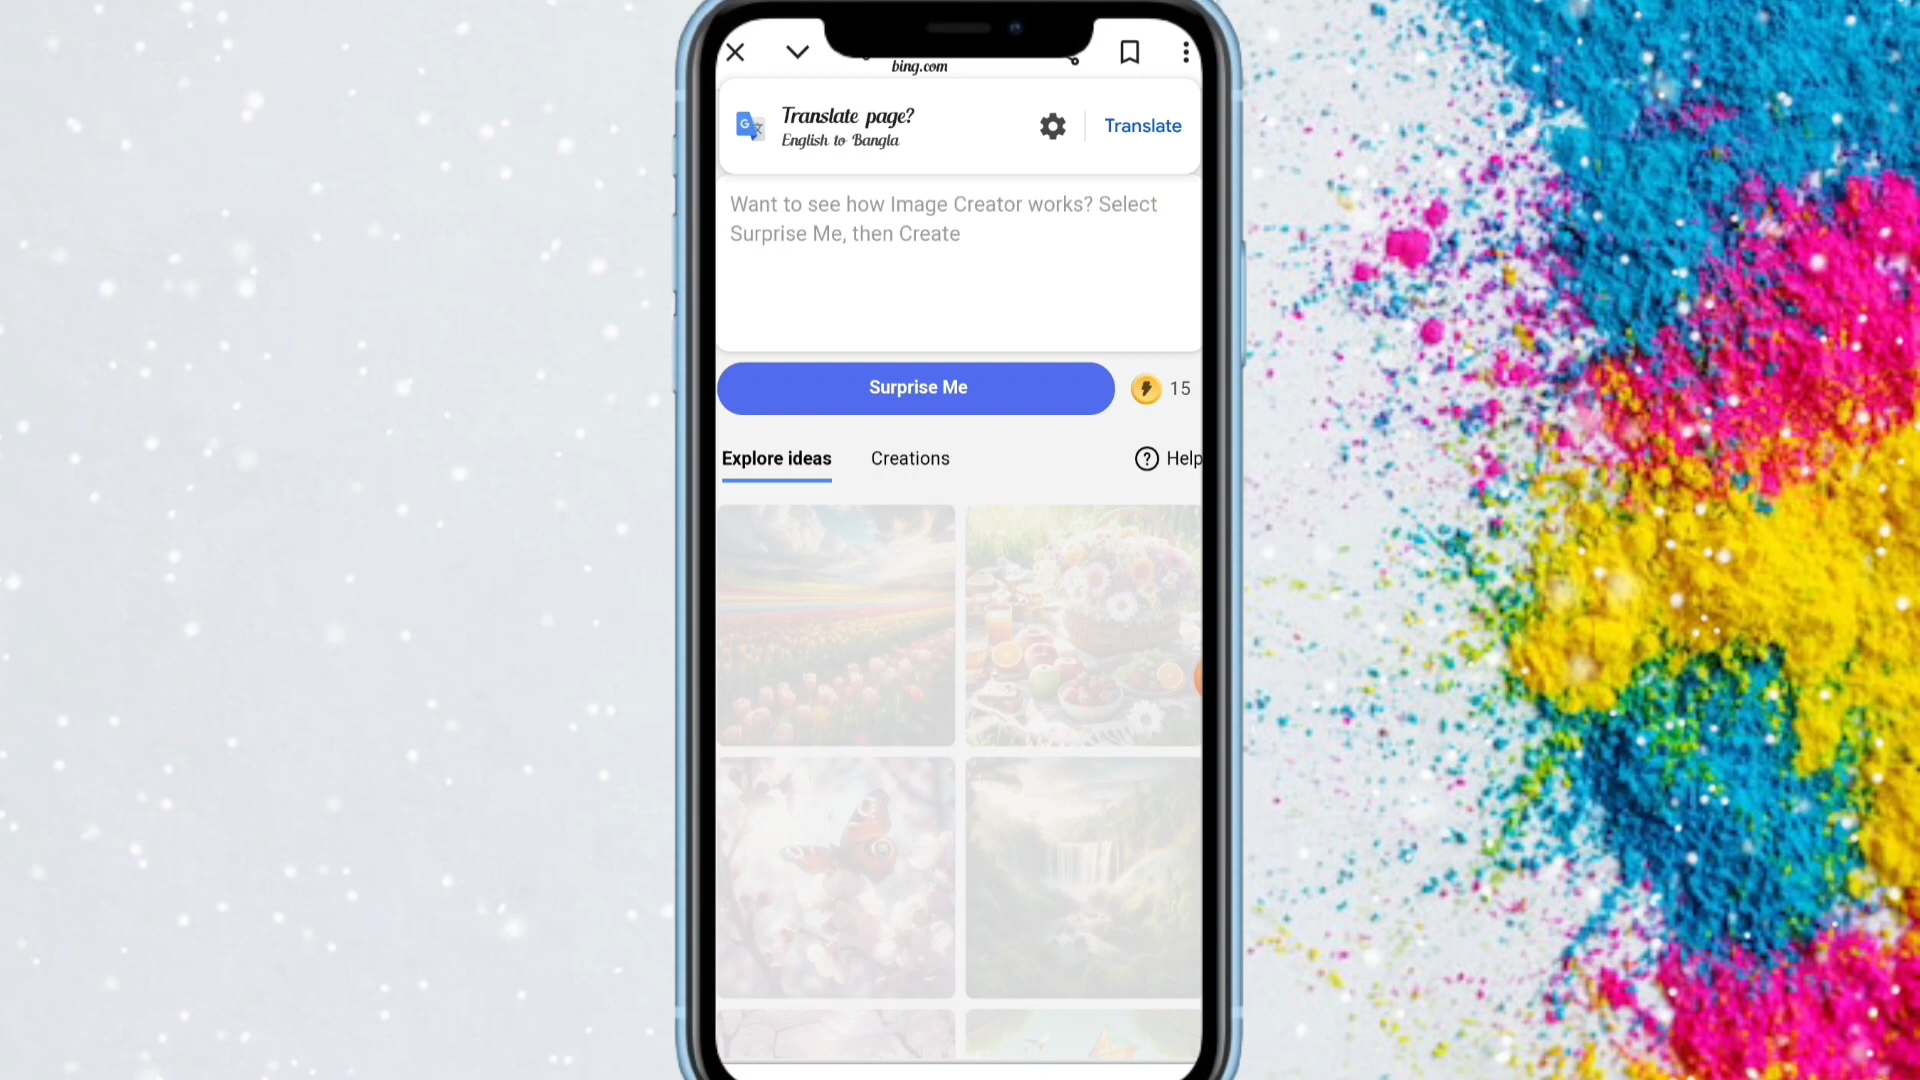 bing.com
Translate page?
English to Bangla
Translate
Want to see how Image Creator works? Select
Surprise Me, then Create
Surprise Me
15
Explore ideas
Creations
Help